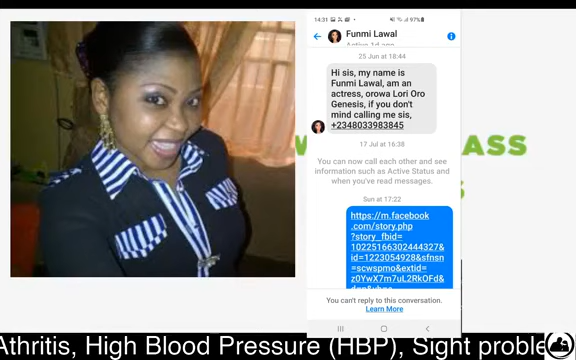 14:31
97%
Funmi Lawal
Active 1d ago
25 Jun at 18:44
Hi sis, my name is
Funmi Lawal, am an
actress, orowa Lori Oro
Genesis, if you don't
mind calling me sis,
+2348033983845
17 Jul at 16:38
You can now call each other and see
information such as Active Status and
when you've read messages.
Sun at 17:22
https://m.facebook
.com/story.php
?story_fbid=
10225166302444327&
id=1223054928&sfnsn
=scwspmo&extid=
z0YwX7m7uL2RkOFd&
You can't reply to this conversation.
Learn More
ASS
S
Athritis, High Blood Pressure (HBP), Sight proble